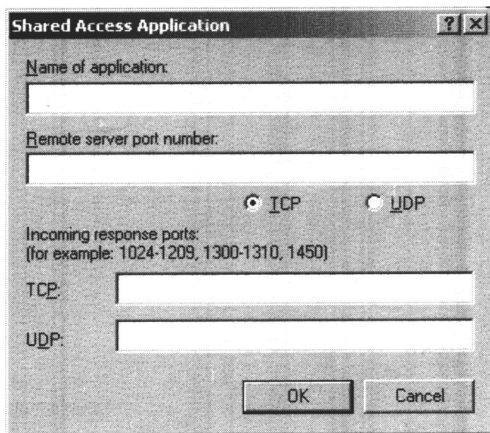 Shared Access Application
Name of application:
Remote server port number:
TCP UDP
Incoming response ports:
(for example: 1024-1209, 1300-1310, 1450)
TCP:
UDP:
OK Cancel